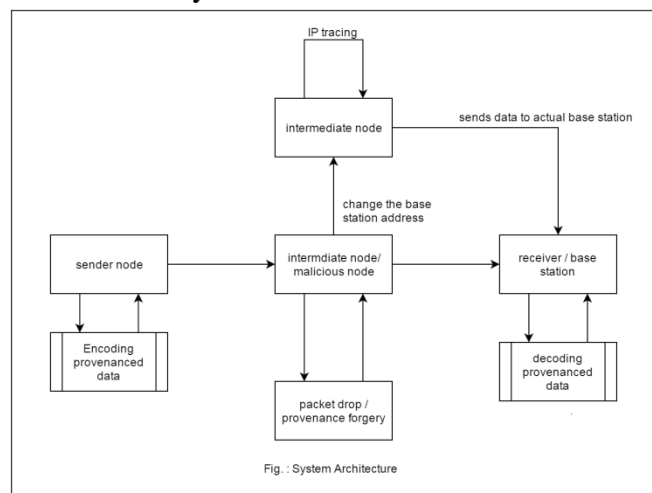 IP tracing
intermediate node
sends data to actual base station
change the base
station address
sender node
intermdiate node/
malicious node
receiver / base
station
Encoding
provenanced
data
packet drop /
provenance forgery
decoding
provenanced
data
Fig. : System Architecture